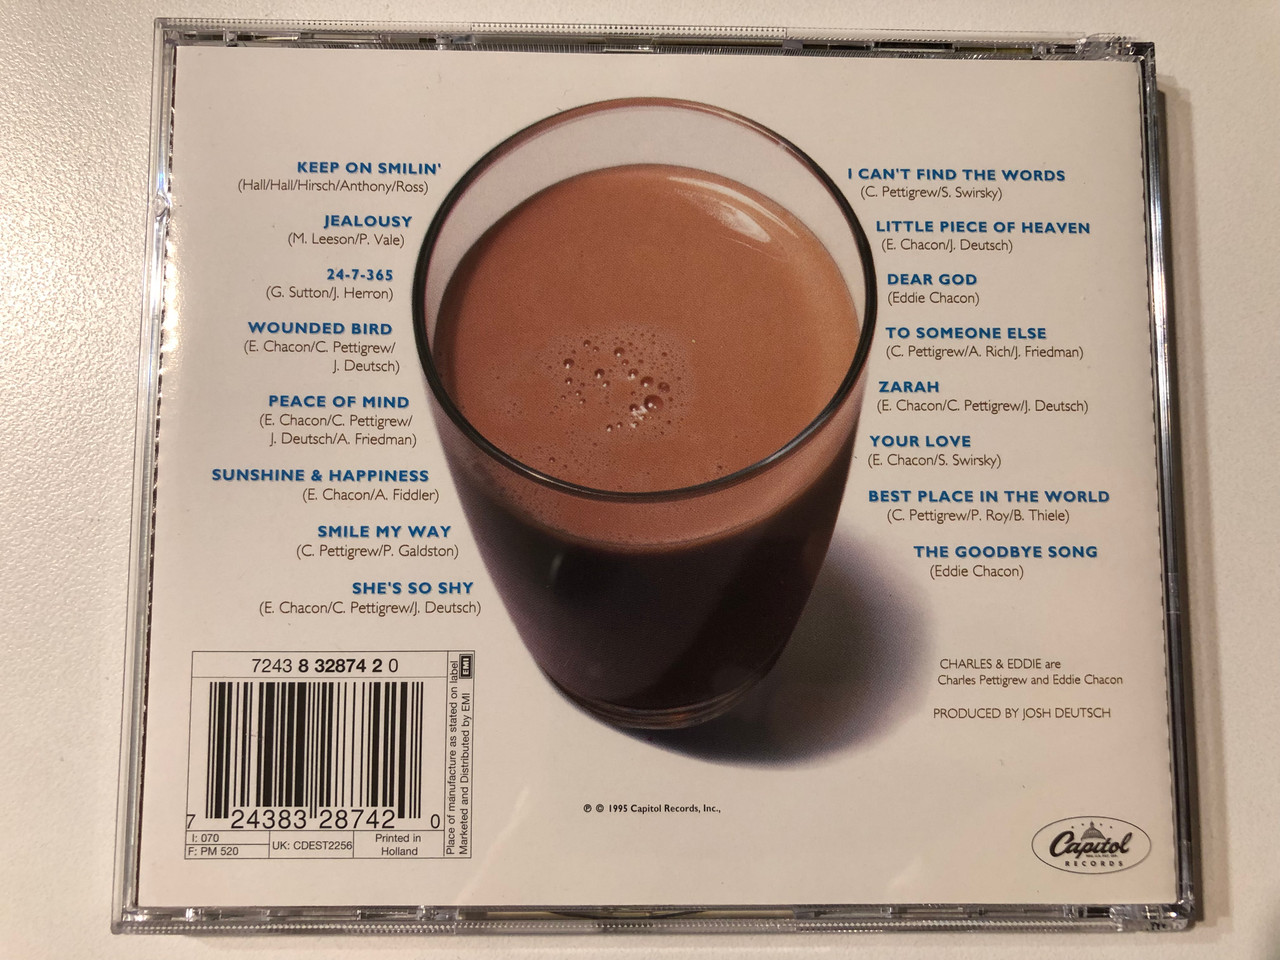 KEEP ON SMILIN'
(Hall/Hall/Hirsch/Anthony/Ross)
JEALOUSY
(M. Leeson/P. Vale)
24-7-365
(G. Sutton/J. Herron)
WOUNDED BIRD
(E. Chacon/C. Pettigrew/
J. Deutsch)
PEACE OF MIND
(E. Chacon/C. Pettigrew/
J. Deutsch/A. Friedman)
SUNSHINE & HAPPINESS
(E. Chacon/A. Fiddler)
SMILE MY WAY
(C. Pettigrew/P. Galdston)
SHE'S SO SHY
(E. Chacon/C. Pettigrew/J. Deutsch)
I CAN'T FIND THE WORDS
(C. Pettigrew/S. Swirsky)
LITTLE PIECE OF HEAVEN
(E. Chacon/J. Deutsch)
DEAR GOD
(Eddie Chacon)
TO SOMEONE ELSE
(C. Pettigrew/A. Rich/J. Friedman)
ZARAH
(E. Chacon/C. Pettigrew/J. Deutsch)
YOUR LOVE
(E. Chacon/S. Swirsky)
BEST PLACE IN THE WORLD
(C. Pettigrew/P. Roy/B. Thiele)
THE GOODBYE SONG
(Eddie Chacon)
CHARLES & EDDIE are
Charles Pettigrew and Eddie Chacon
PRODUCED BY JOSH DEUTSCH
7243 8 32874 2 0
7 24383 28742 0
I: 070
F: PM 520
UK: CDEST2256
Printed in
Holland
Place of manufacture as stated on label
Marketed and Distributed by EMI
EMI
℗ © 1995 Capitol Records, Inc.,
Capitol
RECORDS